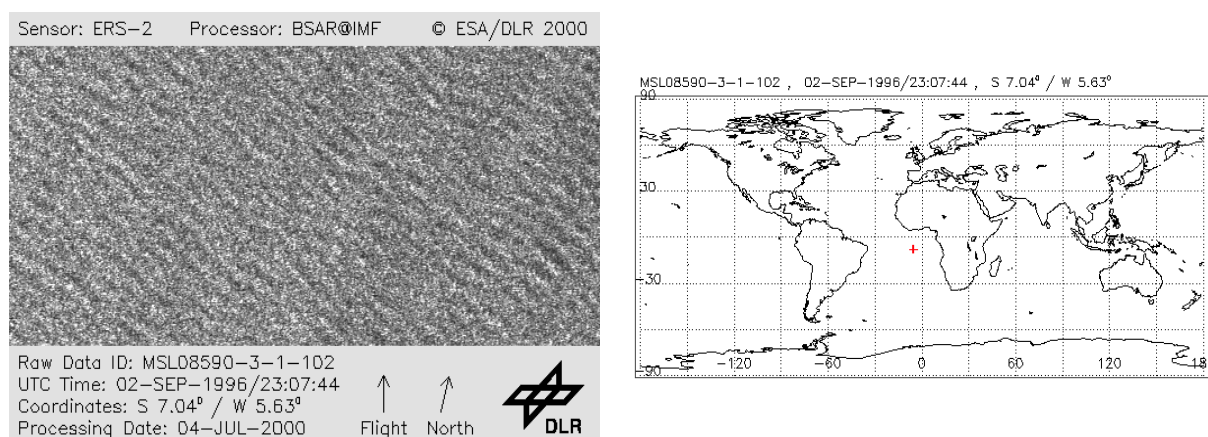 Sensor: ERS-2 Processor: BSAR@IMF © ESA/DLR 2000
Raw Data ID: MSL08590-3-1-102
UTC Time: 02-SEP-1996/23:07:44
Coordinates: S 7.04° / W 5.63°
Processing Date: 04-JUL-2000
Flight North
DLR
MSL08590-3-1-102 , 02-SEP-1996/23:07:44 , S 7.04° / W 5.63°
90
30
-30
-90 -120 -60 0 60 120 18